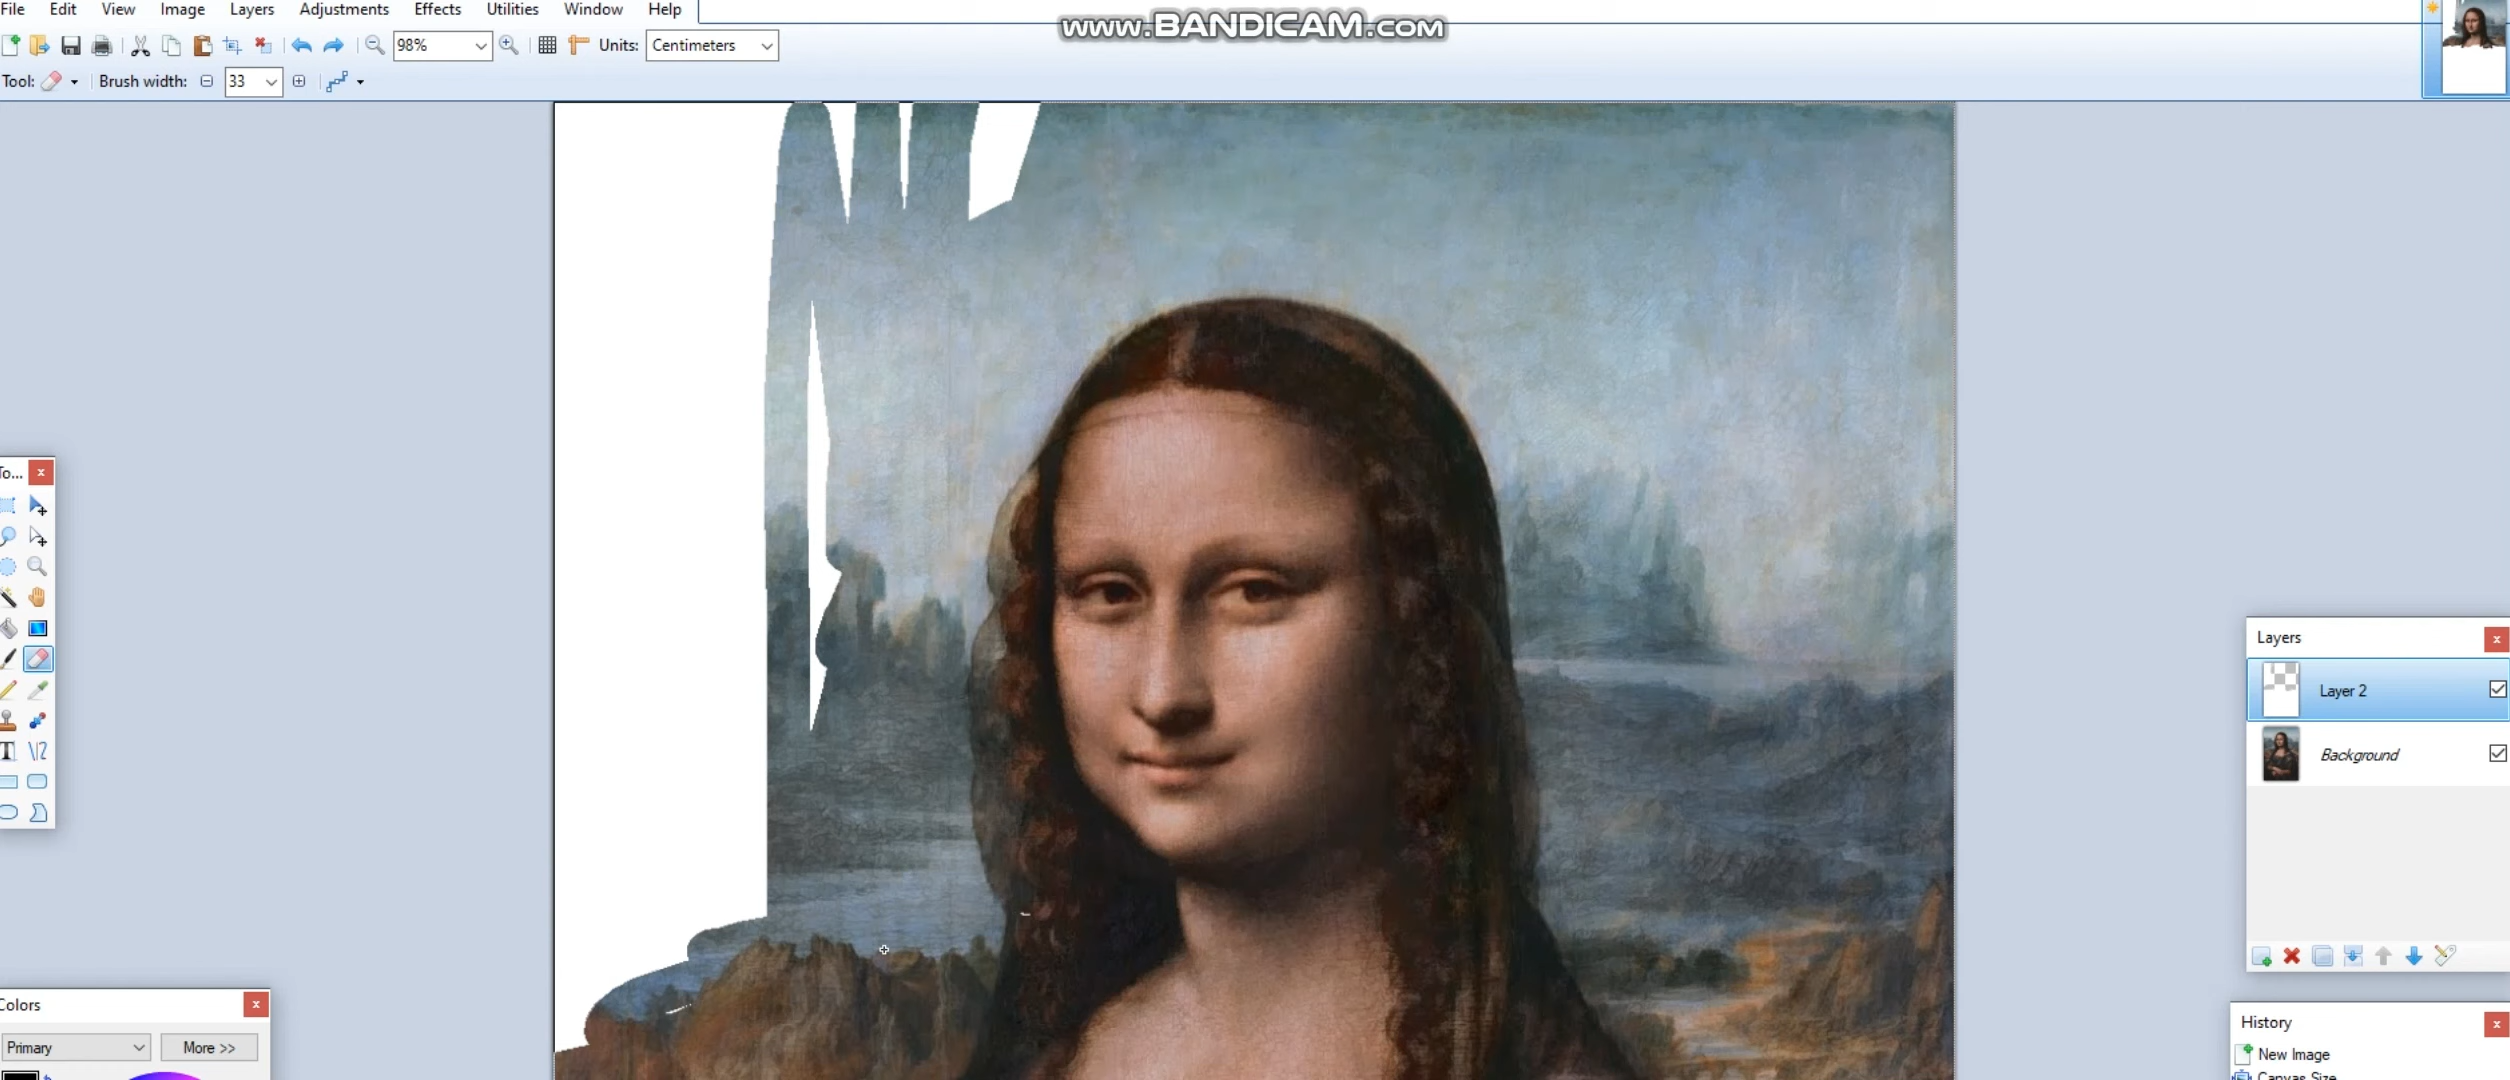 File Edit View Image Layers Adjustments Effects Utilities Window Help
www.BANDICAM.com
98% Units: Centimeters
Tool: Brush width: 33
To...
Layers
Layer 2
Background
Colors
Primary More >>
History
New Image
Canvas Size